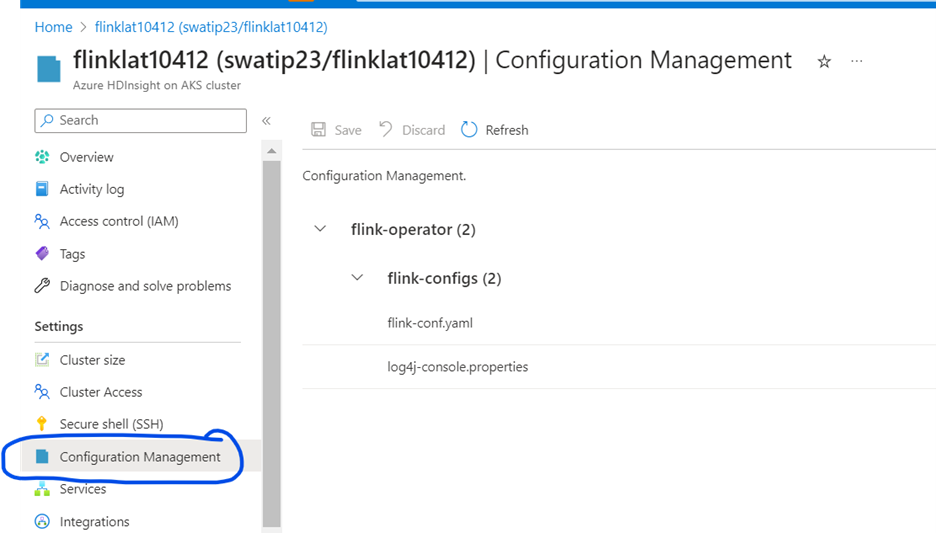 Home > flinklat10412 (swatip23/flinklat10412)
flinklat10412 (swatip23/flinklat10412) | Configuration Management
Azure HDInsight on AKS cluster
Search
Overview
Activity log
Access control (IAM)
Tags
Diagnose and solve problems
Settings
Cluster size
Cluster Access
Secure shell (SSH)
Configuration Management
Services
Integrations
Save Discard Refresh
Configuration Management.
flink-operator (2)
flink-configs (2)
flink-conf.yaml
log4j-console.properties